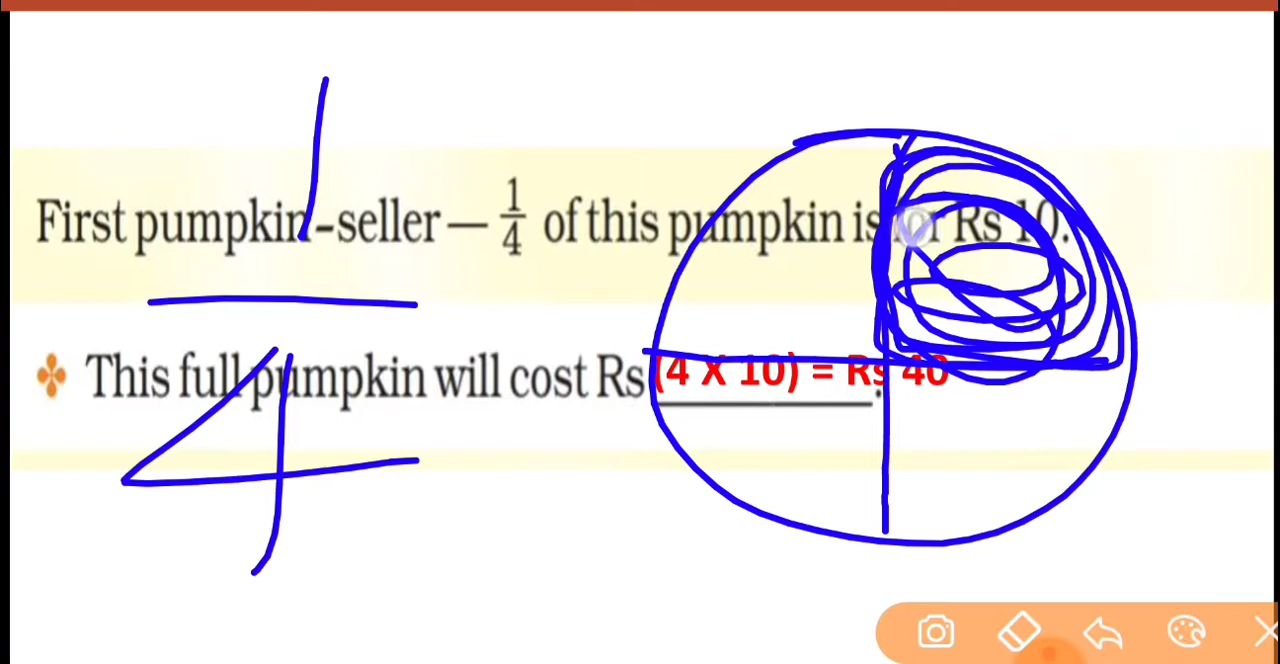 First pumpkin-seller— 1/4 of this pumpkin is for Rs 10.
1
4
❖ This full pumpkin will cost Rs (4 X 10) = Rs 40.